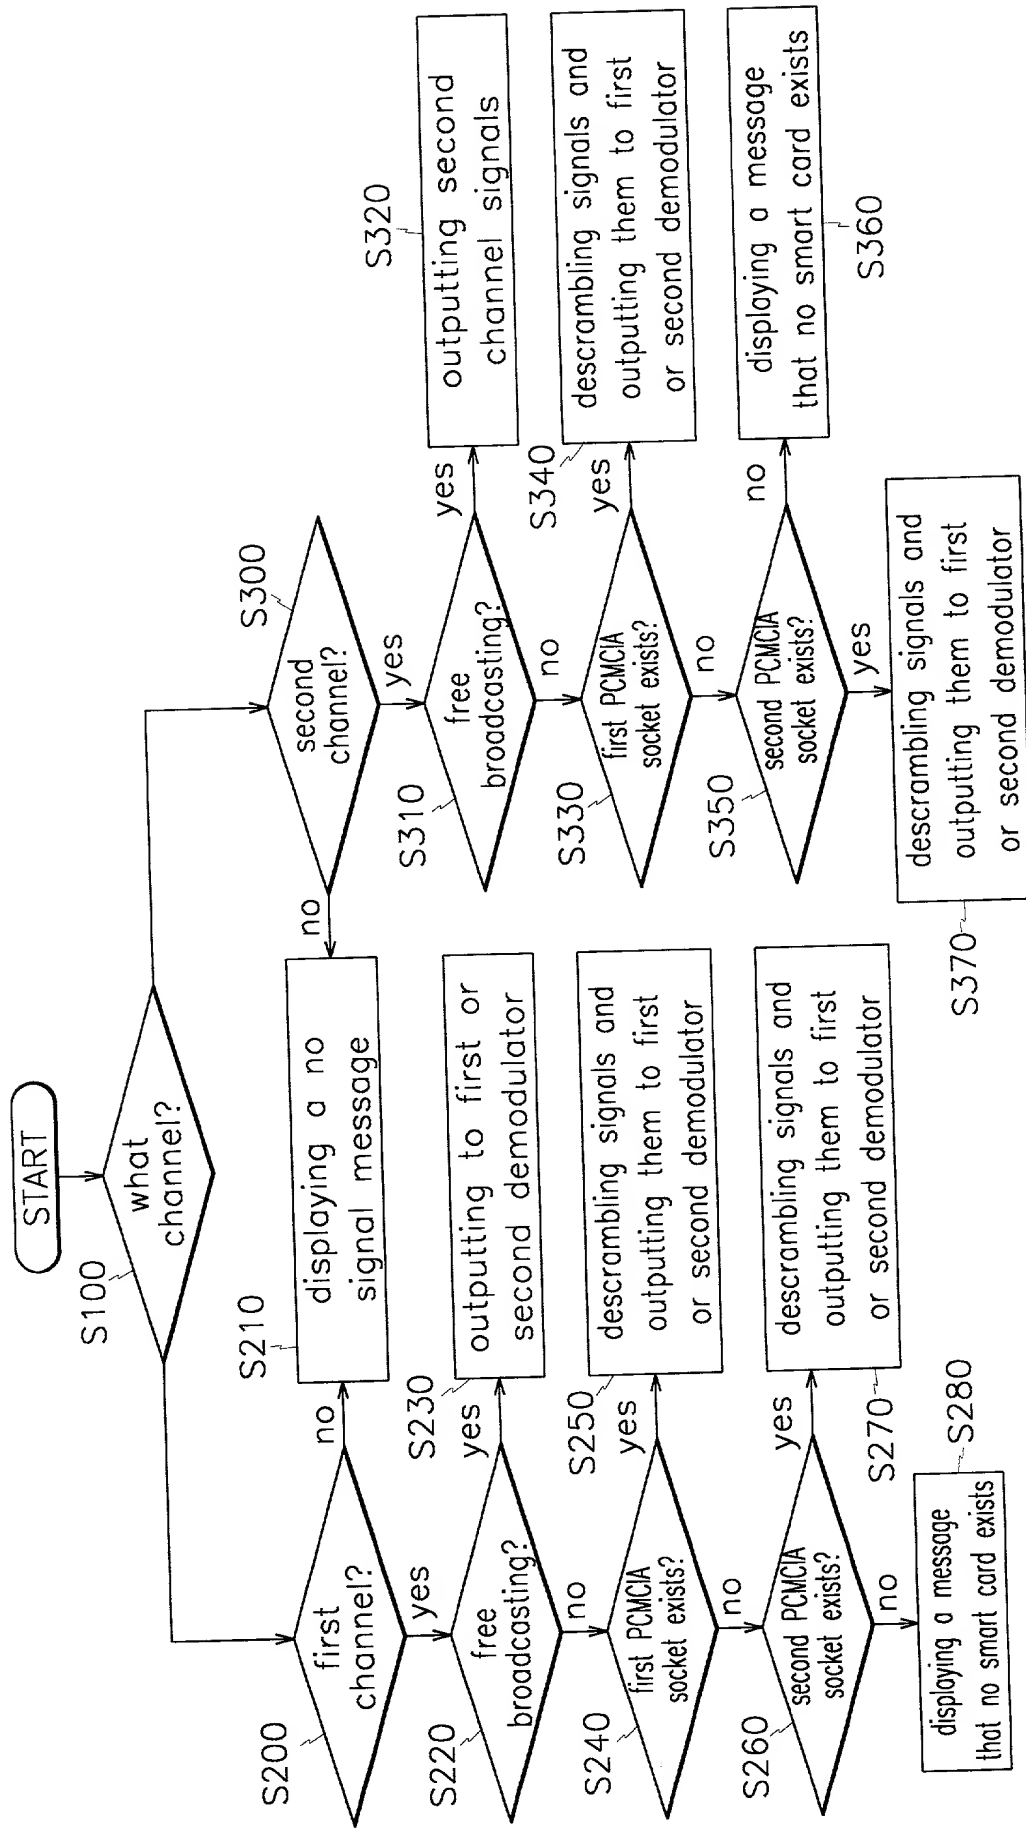 START
S100
what
channel?
S200
first
channel?
no
yes
S210
displaying a no
signal message
no
S300
second
channel?
yes
S220
free
broadcasting?
yes
no
S230
outputting to first or
second demodulator
S310
free
broadcasting?
yes
no
S320
outputting second
channel signals
S240
first PCMCIA
socket exists?
yes
no
S250
descrambling signals and
outputting them to first
or second demodulator
S330
first PCMCIA
socket exists?
yes
no
S340
descrambling signals and
outputting them to first
or second demodulator
S260
second PCMCIA
socket exists?
yes
no
S270
descrambling signals and
outputting them to first
or second demodulator
S350
second PCMCIA
socket exists?
no
yes
S360
displaying a message
that no smart card exists
S280
displaying a message
that no smart card exists
S370
descrambling signals and
outputting them to first
or second demodulator